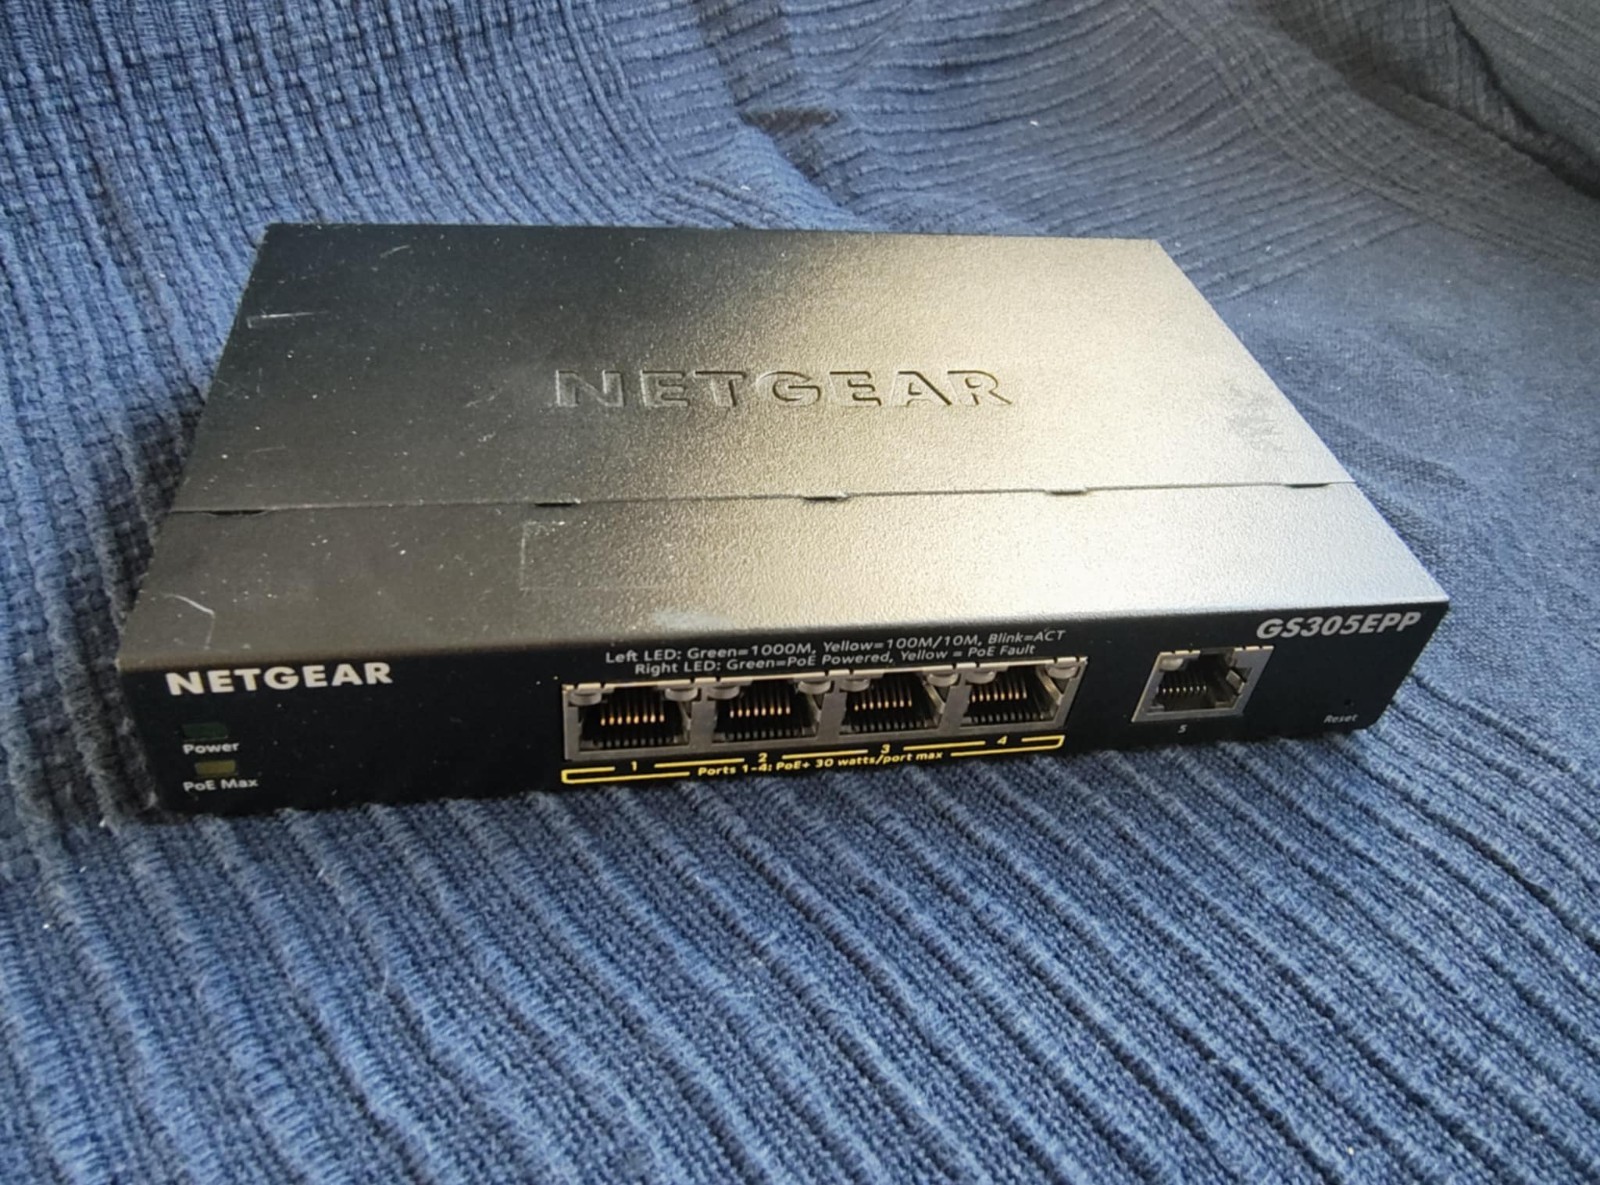 NETGEAR
GS305EPP
Left LED: Green=1000M, Yellow=100M/10M, Blink=ACT
Right LED: Green=PoE Powered, Yellow = PoE Fault
NETGEAR
Power
PoE Max
1 2 3 4
Ports 1-4: PoE+ 30 watts/port max
5
Reset